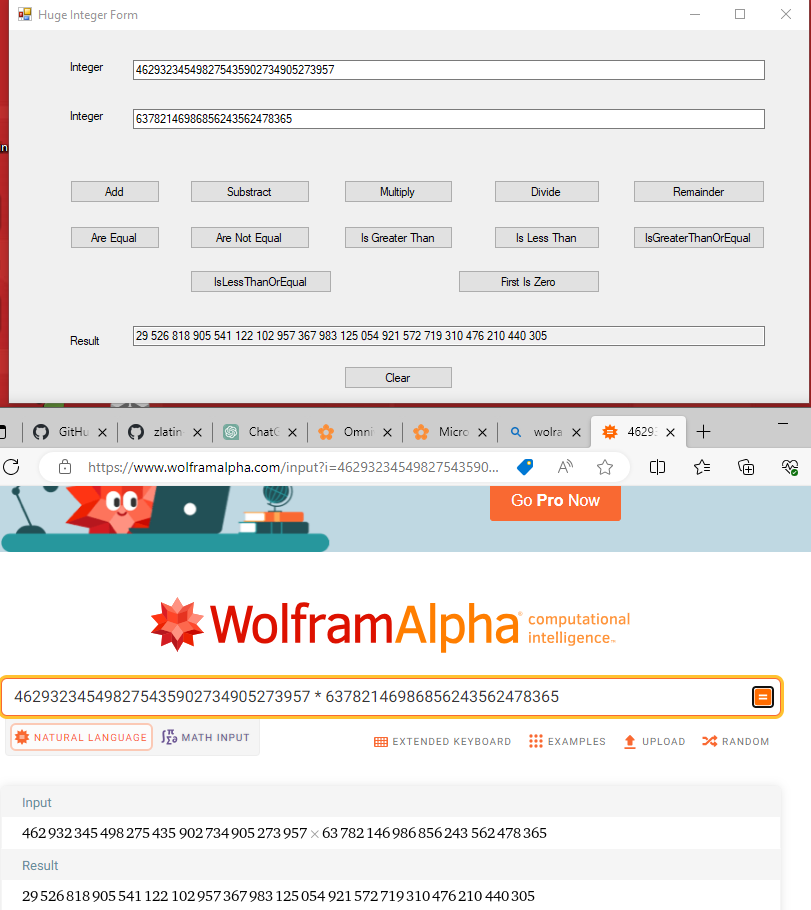 Huge Integer Form
Integer 462932345498275435902734905273957
Integer 63782146986856243562478365
n
Add Substract Multiply Divide Remainder
Are Equal Are Not Equal Is Greater Than Is Less Than IsGreaterThanOrEqual
IsLessThanOrEqual First Is Zero
Result 29 526 818 905 541 122 102 957 367 983 125 054 921 572 719 310 476 210 440 305
Clear
GitHu zlatin ChatG Omni Micro wolra 4629
https://www.wolframalpha.com/input?i=46293234549827543590...
Go Pro Now
WolframAlpha computational
intelligence™
462932345498275435902734905273957 * 63782146986856243562478365
NATURAL LANGUAGE MATH INPUT EXTENDED KEYBOARD EXAMPLES UPLOAD RANDOM
Input
462 932 345 498 275 435 902 734 905 273 957 × 63 782 146 986 856 243 562 478 365
Result
29 526 818 905 541 122 102 957 367 983 125 054 921 572 719 310 476 210 440 305